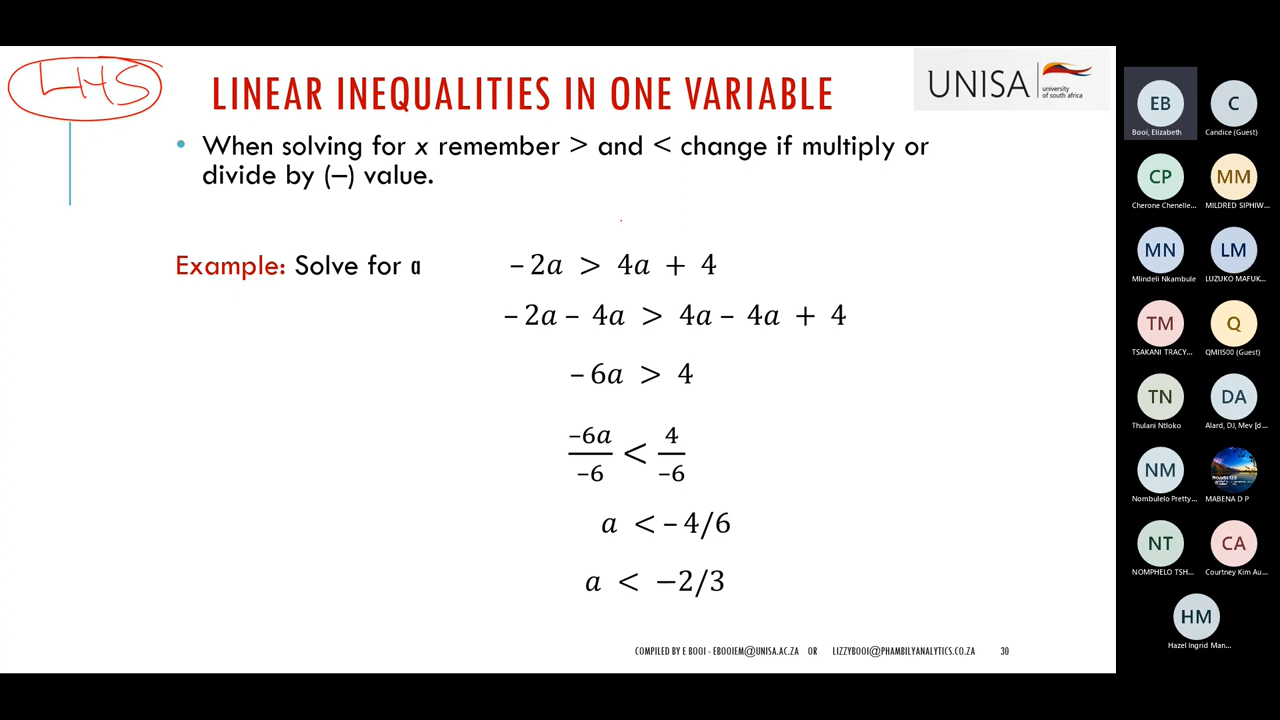 LHS
LINEAR INEQUALITIES IN ONE VARIABLE
UNISA
university
of south africa
• When solving for x remember > and < change if multiply or
divide by (–) value.
Example: Solve for a
–2a > 4a + 4
–2a – 4a > 4a – 4a + 4
–6a > 4
–6a/–6 < 4/–6
a < – 4/6
a < −2/3
COMPILED BY E BOOI - EBOOIEM@UNISA.AC.ZA OR LIZZYBOOI@PHAMBILYANALYTICS.CO.ZA 30
EB
Booi, Elizabeth
C
Candice (Guest)
CP
Cherone Chenelle...
MM
MILDRED SIPHIW...
MN
Mlindeli Nkambule
LM
LUZUKO MAFUK...
TM
TSAKANI TRACY...
Q
QMI1500 (Guest)
TN
Thulani Ntloko
DA
Alard, DJ, Mev [d...
NM
Nombulelo Pretty...
MABENA D P
NT
NOMPHELO TSH...
CA
Courtney Kim Au...
HM
Hazel Ingrid Man...